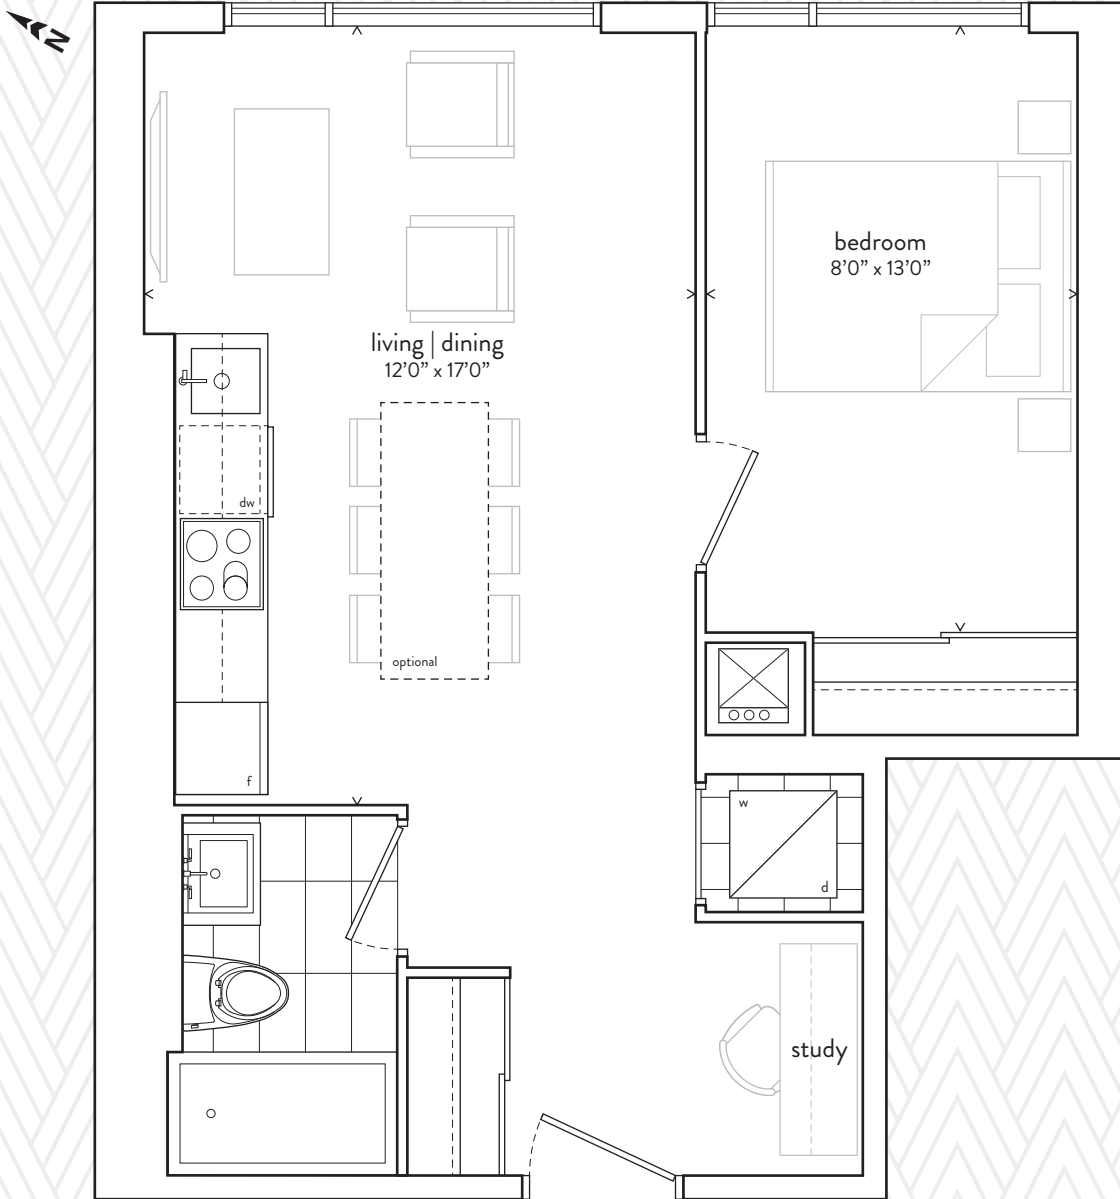 N
bedroom
8’0” x 13’0”
living | dining
12’0” x 17’0”
dw
optional
f
w
d
study